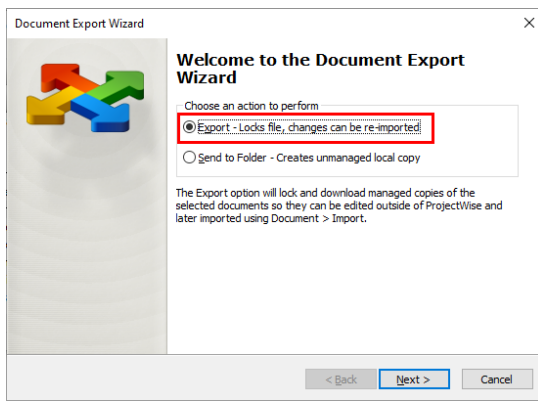 Document Export Wizard
Welcome to the Document Export
Wizard
Choose an action to perform
Export - Locks file, changes can be re-imported
Send to Folder - Creates unmanaged local copy
The Export option will lock and download managed copies of the
selected documents so they can be edited outside of ProjectWise and
later imported using Document > Import.
< Back Next > Cancel